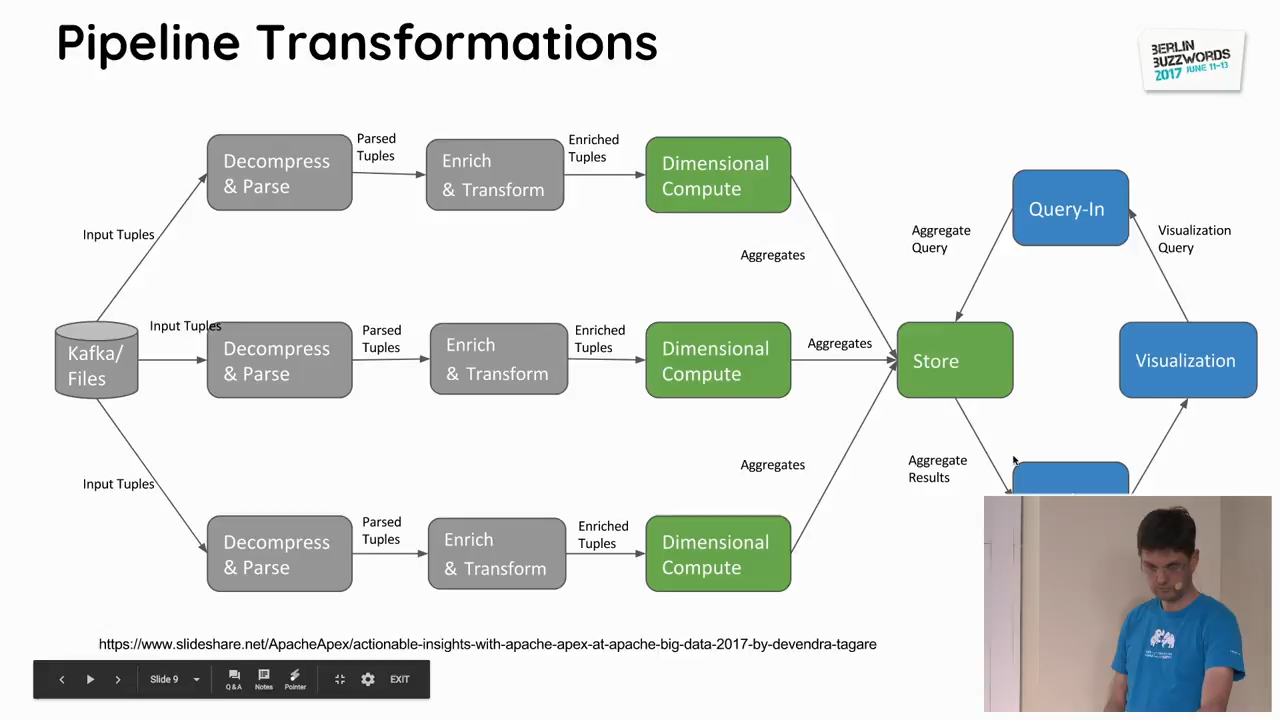 Pipeline Transformations
BERLIN
BUZZWORDS
2017 JUNE 11-13
Decompress
& Parse
Parsed
Tuples
Enrich
& Transform
Enriched
Tuples
Dimensional
Compute
Input Tuples
Aggregates
Query-In
Aggregate
Query
Visualization
Query
Kafka/
Files
Input Tuples
Decompress
& Parse
Parsed
Tuples
Enrich
& Transform
Enriched
Tuples
Dimensional
Compute
Aggregates
Store
Visualization
Input Tuples
Aggregates
Aggregate
Results
Decompress
& Parse
Parsed
Tuples
Enrich
& Transform
Enriched
Tuples
Dimensional
Compute
https://www.slideshare.net/ApacheApex/actionable-insights-with-apache-apex-at-apache-big-data-2017-by-devendra-tagare
Slide 9
Q&A
Notes
Pointer
EXIT